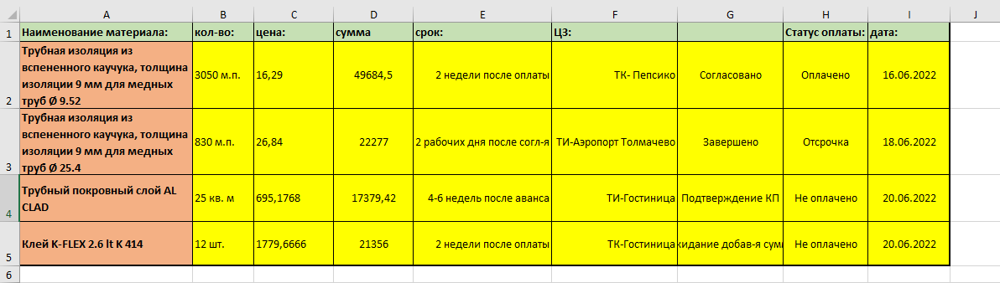 A B C D E F G H I J
1 Наименование материала: кол-во: цена: сумма срок: ЦЗ: Статус оплаты: дата:
Трубная изоляция из
вспененного каучука, толщина
изоляции 9 мм для медных
труб Ø 9.52
2 3050 м.п. 16,29 49684,5 2 недели после оплаты ТК- Пепсико Согласовано Оплачено 16.06.2022
Трубная изоляция из
вспененного каучука, толщина
изоляции 9 мм для медных
труб Ø 25.4
3 830 м.п. 26,84 22277 2 рабочих дня после согл-я ТИ-Аэропорт Толмачево Завершено Отсрочка 18.06.2022
Трубный покровный слой AL
CLAD
4 25 кв. м 695,1768 17379,42 4-6 недель после аванса ТИ-Гостиница Подтверждение КП Не оплачено 20.06.2022
5 Клей K-FLEX 2.6 lt K 414 12 шт. 1779,6666 21356 2 недели после оплаты ТК-Гостиница добав-я Не оплачено 20.06.2022
6